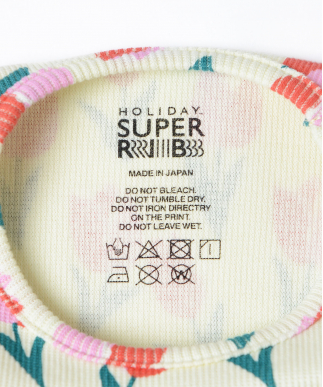 HOLIDAY
SUPER
RIB
MADE IN JAPAN
DO NOT BLEACH.
DO NOT TUMBLE DRY.
DO NOT IRON DIRECTRY
ON THE PRINT.
DO NOT LEAVE WET.
W